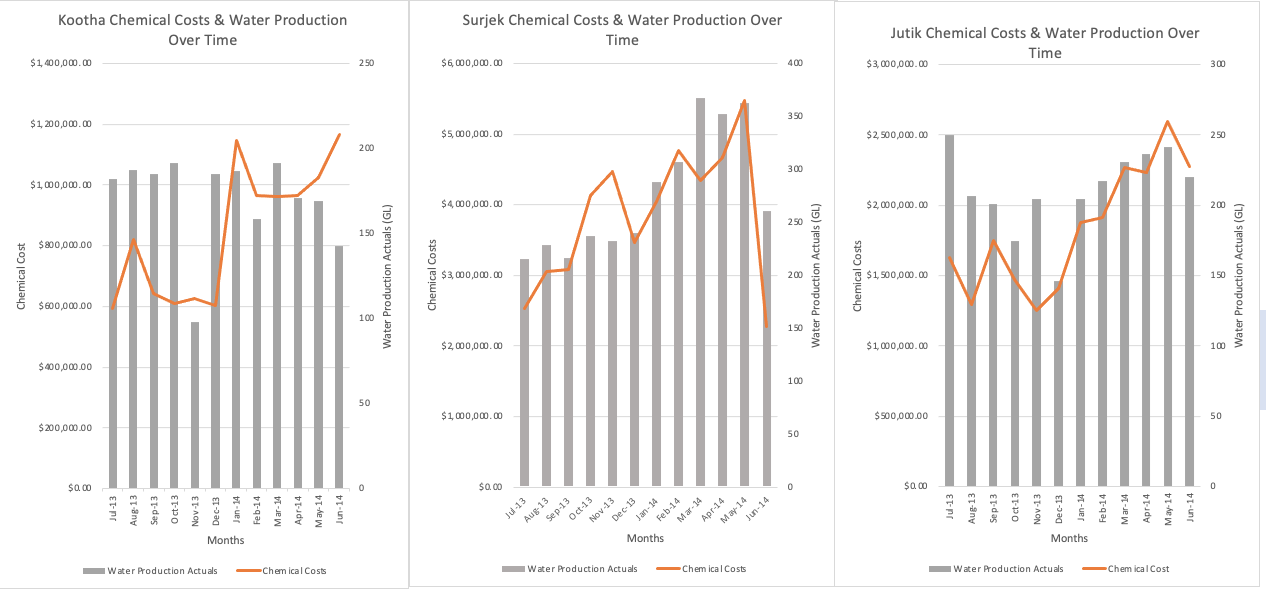 Kootha Chemical Costs & Water Production
Over Time
$1,400,000.00
$1,200,000.00
$1,000,000.00
$800,000.00
$600,000.00
$400,000.00
$200,000.00
$0.00
Chemical Cost
250
200
150
100
50
0
Water Production Actuals (GL)
Jul-13
Aug-13
Sep-13
Oct-13
Nov-13
Dec-13
Jan-14
Feb-14
Mar-14
Apr-14
May-14
Jun-14
Months
Water Production Actuals
Chemical Costs
Surjek Chemical Costs & Water Production Over
Time
$6,000,000.00
$5,000,000.00
$4,000,000.00
$3,000,000.00
$2,000,000.00
$1,000,000.00
$0.00
Chemical Costs
400
350
300
250
200
150
100
50
0
Water Production Actuals (GL)
Jul-13
Aug-13
Sep-13
Oct-13
Nov-13
Dec-13
Jan-14
Feb-14
Mar-14
Apr-14
May-14
Jun-14
Months
Water Production Actuals
Chemical Costs
Jutik Chemical Costs & Water Production Over
Time
$3,000,000.00
$2,500,000.00
$2,000,000.00
$1,500,000.00
$1,000,000.00
$500,000.00
$0.00
Chemical Costs
300
250
200
150
100
50
0
Water Production Actuals (GL)
Jul-13
Aug-13
Sep-13
Oct-13
Nov-13
Dec-13
Jan-14
Feb-14
Mar-14
Apr-14
May-14
Jun-14
Months
Water Production Actuals
Chemical Cost